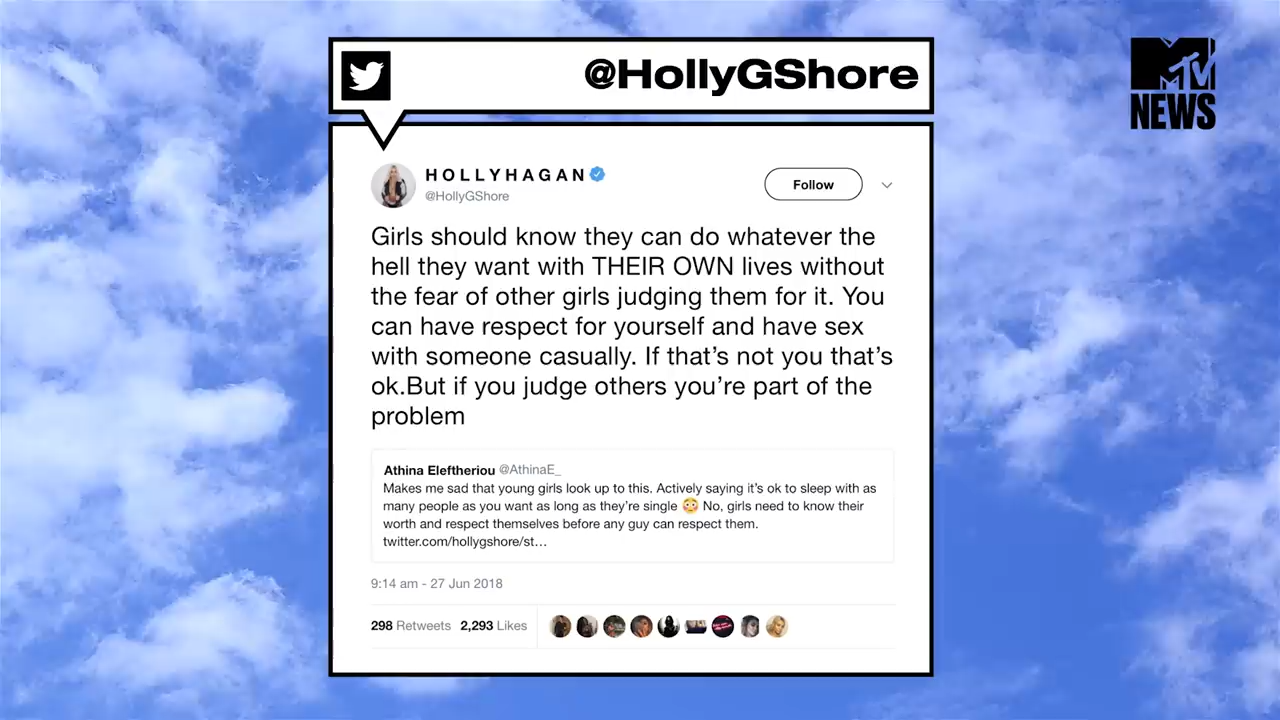 @HollyGShore
MTV
NEWS
HOLLYHAGAN
@HollyGShore
Follow
Girls should know they can do whatever the
hell they want with THEIR OWN lives without
the fear of other girls judging them for it. You
can have respect for yourself and have sex
with someone casually. If that’s not you that’s
ok.But if you judge others you’re part of the
problem
Athina Eleftheriou @AthinaE_
Makes me sad that young girls look up to this. Actively saying it’s ok to sleep with as
many people as you want as long as they’re single 😳 No, girls need to know their
worth and respect themselves before any guy can respect them.
twitter.com/hollygshore/st…
9:14 am - 27 Jun 2018
298 Retweets 2,293 Likes